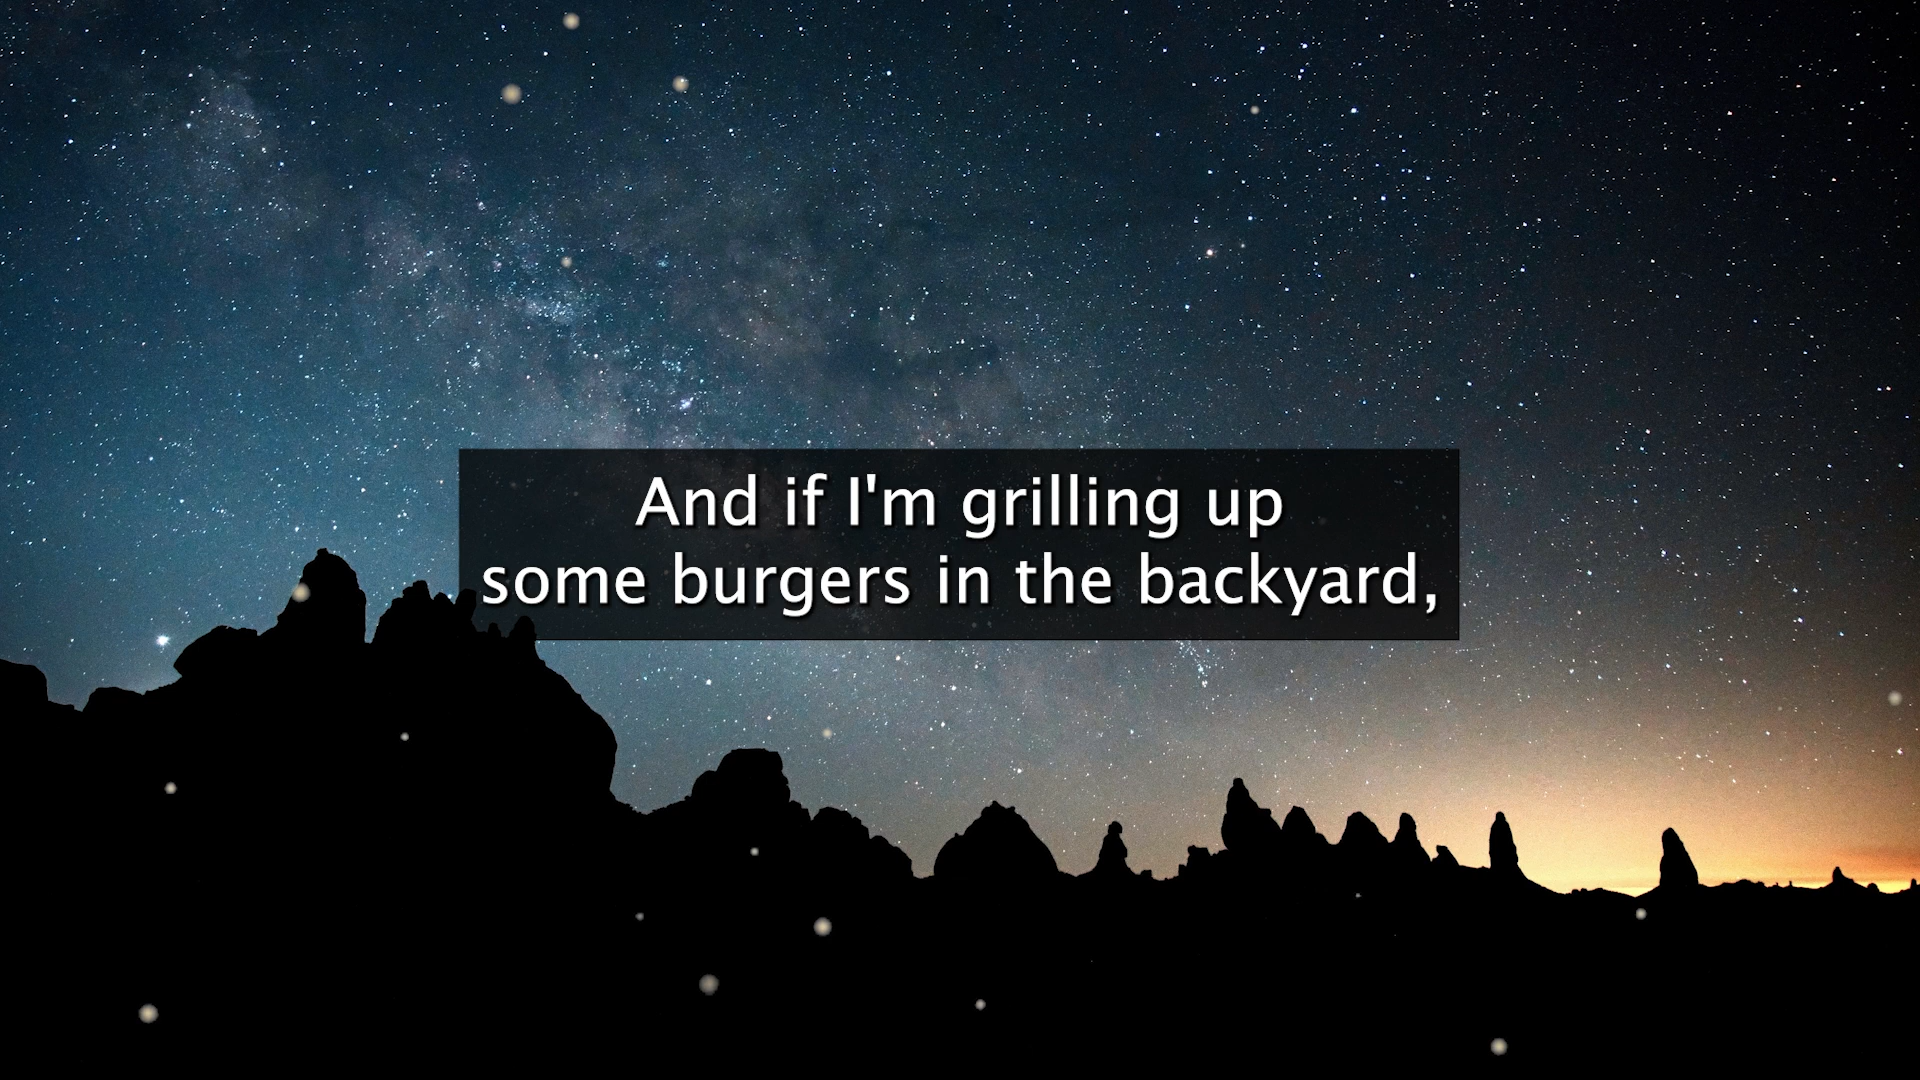 And if I'm grilling up
some burgers in the backyard,